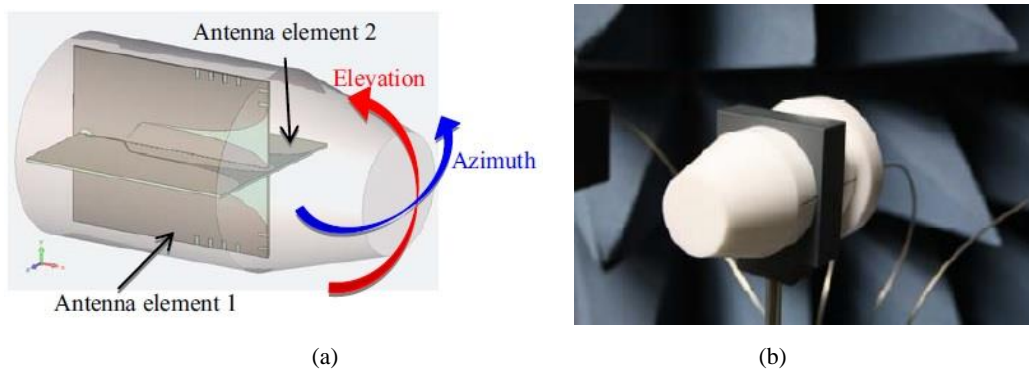 Antenna element 2
Elevation
Azimuth
Antenna element 1
(a)
(b)